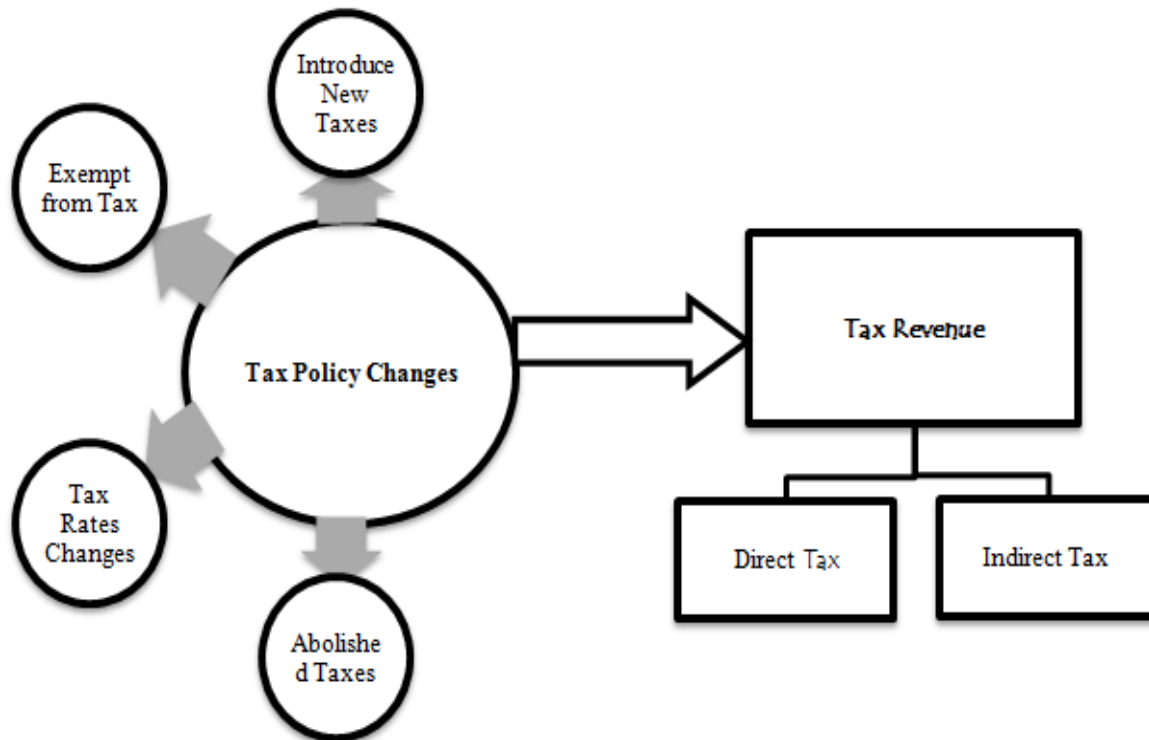 Introduce
New
Taxes
Exempt
from Tax
Tax Policy Changes
Tax
Rates
Changes
Abolishe
d Taxes
Tax Revenue
Direct Tax
Indirect Tax